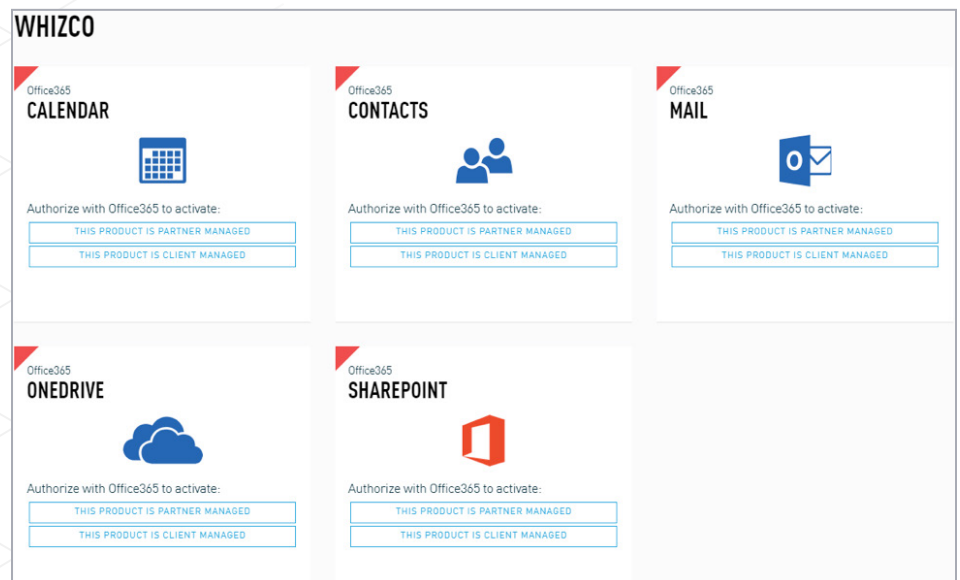 WHIZCO
Office365
CALENDAR
Authorize with Office365 to activate:
THIS PRODUCT IS PARTNER MANAGED
THIS PRODUCT IS CLIENT MANAGED
Office365
CONTACTS
Authorize with Office365 to activate:
THIS PRODUCT IS PARTNER MANAGED
THIS PRODUCT IS CLIENT MANAGED
Office365
MAIL
O
Authorize with Office365 to activate:
THIS PRODUCT IS PARTNER MANAGED
THIS PRODUCT IS CLIENT MANAGED
Office365
ONEDRIVE
Authorize with Office365 to activate:
THIS PRODUCT IS PARTNER MANAGED
THIS PRODUCT IS CLIENT MANAGED
Office365
SHAREPOINT
Authorize with Office365 to activate:
THIS PRODUCT IS PARTNER MANAGED
THIS PRODUCT IS CLIENT MANAGED